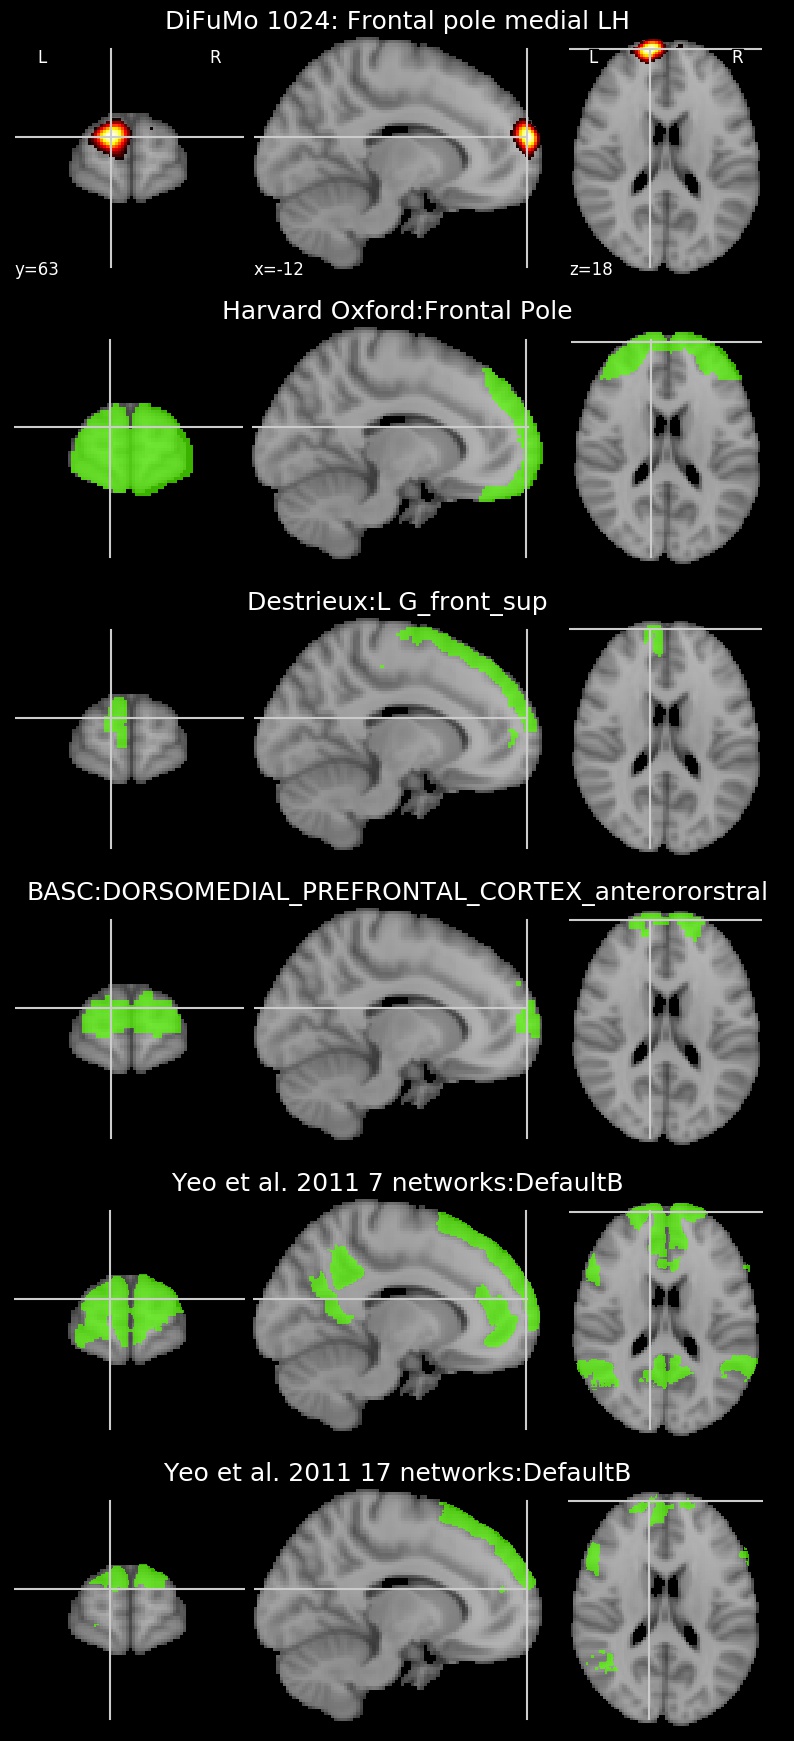 DiFuMo 1024: Frontal pole medial LH
L R L R
y=63 x=-12 z=18
Harvard Oxford:Frontal Pole
Destrieux:L G_front_sup
BASC:DORSOMEDIAL_PREFRONTAL_CORTEX_anterororstral
Yeo et al. 2011 7 networks:DefaultB
Yeo et al. 2011 17 networks:DefaultB